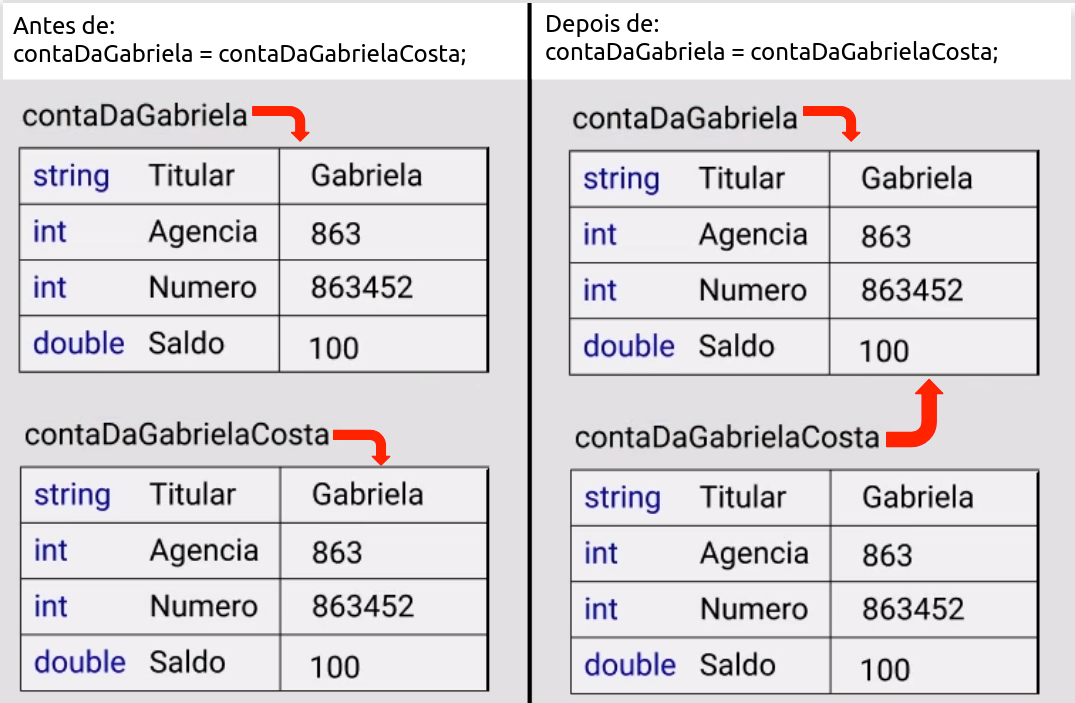 Antes de:
contaDaGabriela = contaDaGabrielaCosta;
contaDaGabriela
string Titular Gabriela
int Agencia 863
int Numero 863452
double Saldo 100
contaDaGabrielaCosta
string Titular Gabriela
int Agencia 863
int Numero 863452
double Saldo 100
Depois de:
contaDaGabriela = contaDaGabrielaCosta;
contaDaGabriela
string Titular Gabriela
int Agencia 863
int Numero 863452
double Saldo 100
contaDaGabrielaCosta
string Titular Gabriela
int Agencia 863
int Numero 863452
double Saldo 100